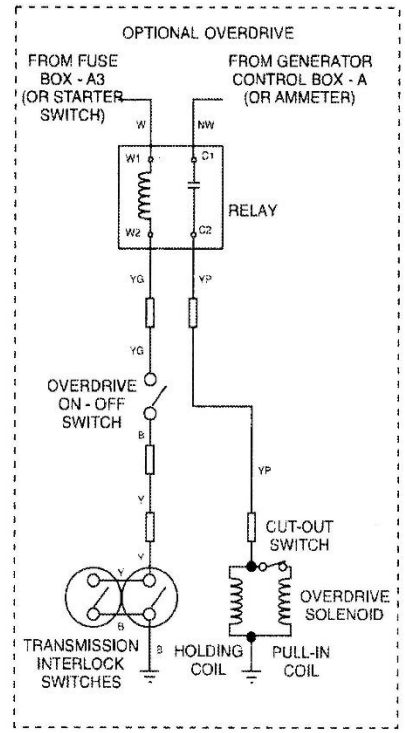 OPTIONAL OVERDRIVE
FROM FUSE
BOX - A3
(OR STARTER
SWITCH)
FROM GENERATOR
CONTROL BOX - A
(OR AMMETER)
W
NW
W1
C1
RELAY
W2
C2
YG
YP
YG
OVERDRIVE
ON - OFF
SWITCH
B
YP
Y
CUT-OUT
SWITCH
Y
Y
OVERDRIVE
SOLENOID
B
TRANSMISSION
INTERLOCK
SWITCHES
B
HOLDING
COIL
PULL-IN
COIL